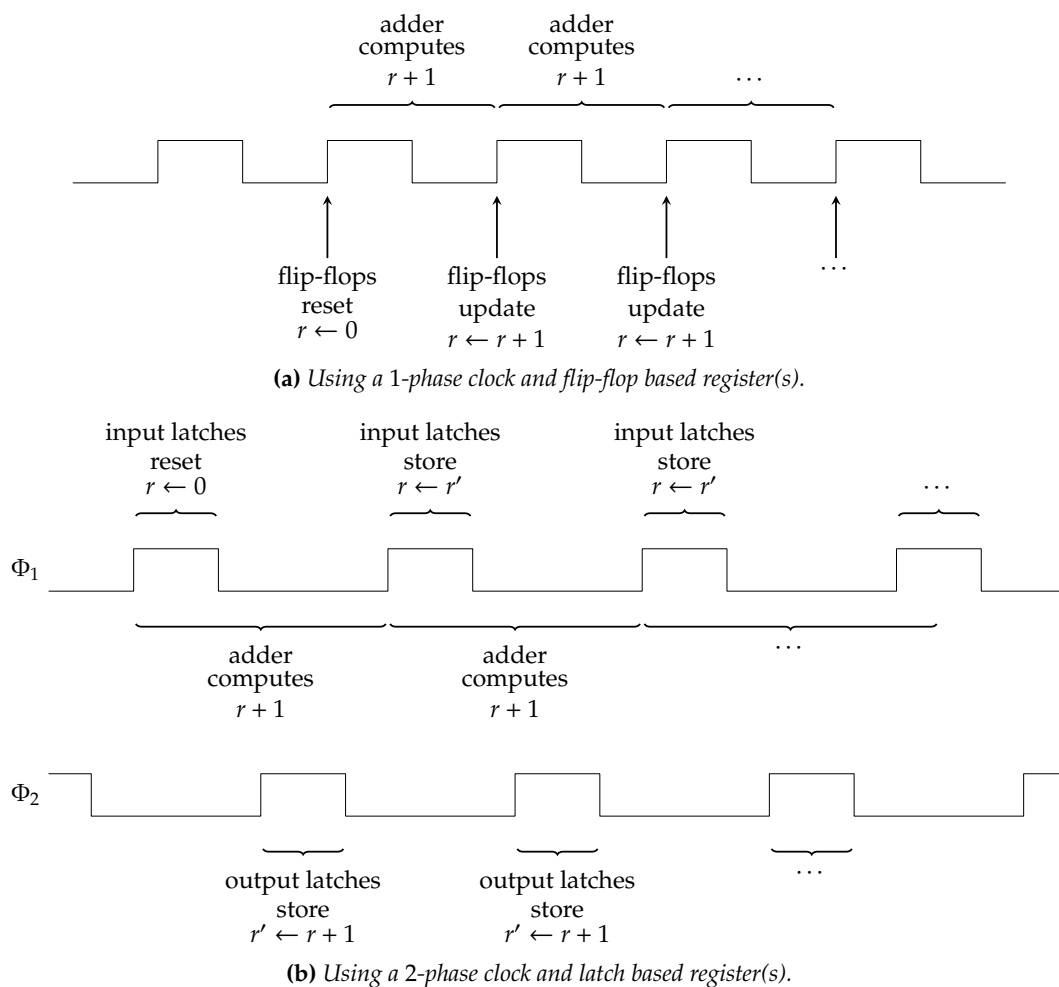 adder adder
computes computes
r + 1 r + 1 ···
flip-flops flip-flops flip-flops ···
reset update update
r ← 0 r ← r + 1 r ← r + 1
(a) Using a 1-phase clock and flip-flop based register(s).
input latches input latches input latches
reset store store
r ← 0 r ← r′ r ← r′ ···
Φ1
adder adder ···
computes computes
r + 1 r + 1
Φ2
output latches output latches ···
store store
r′ ← r + 1 r′ ← r + 1
(b) Using a 2-phase clock and latch based register(s).